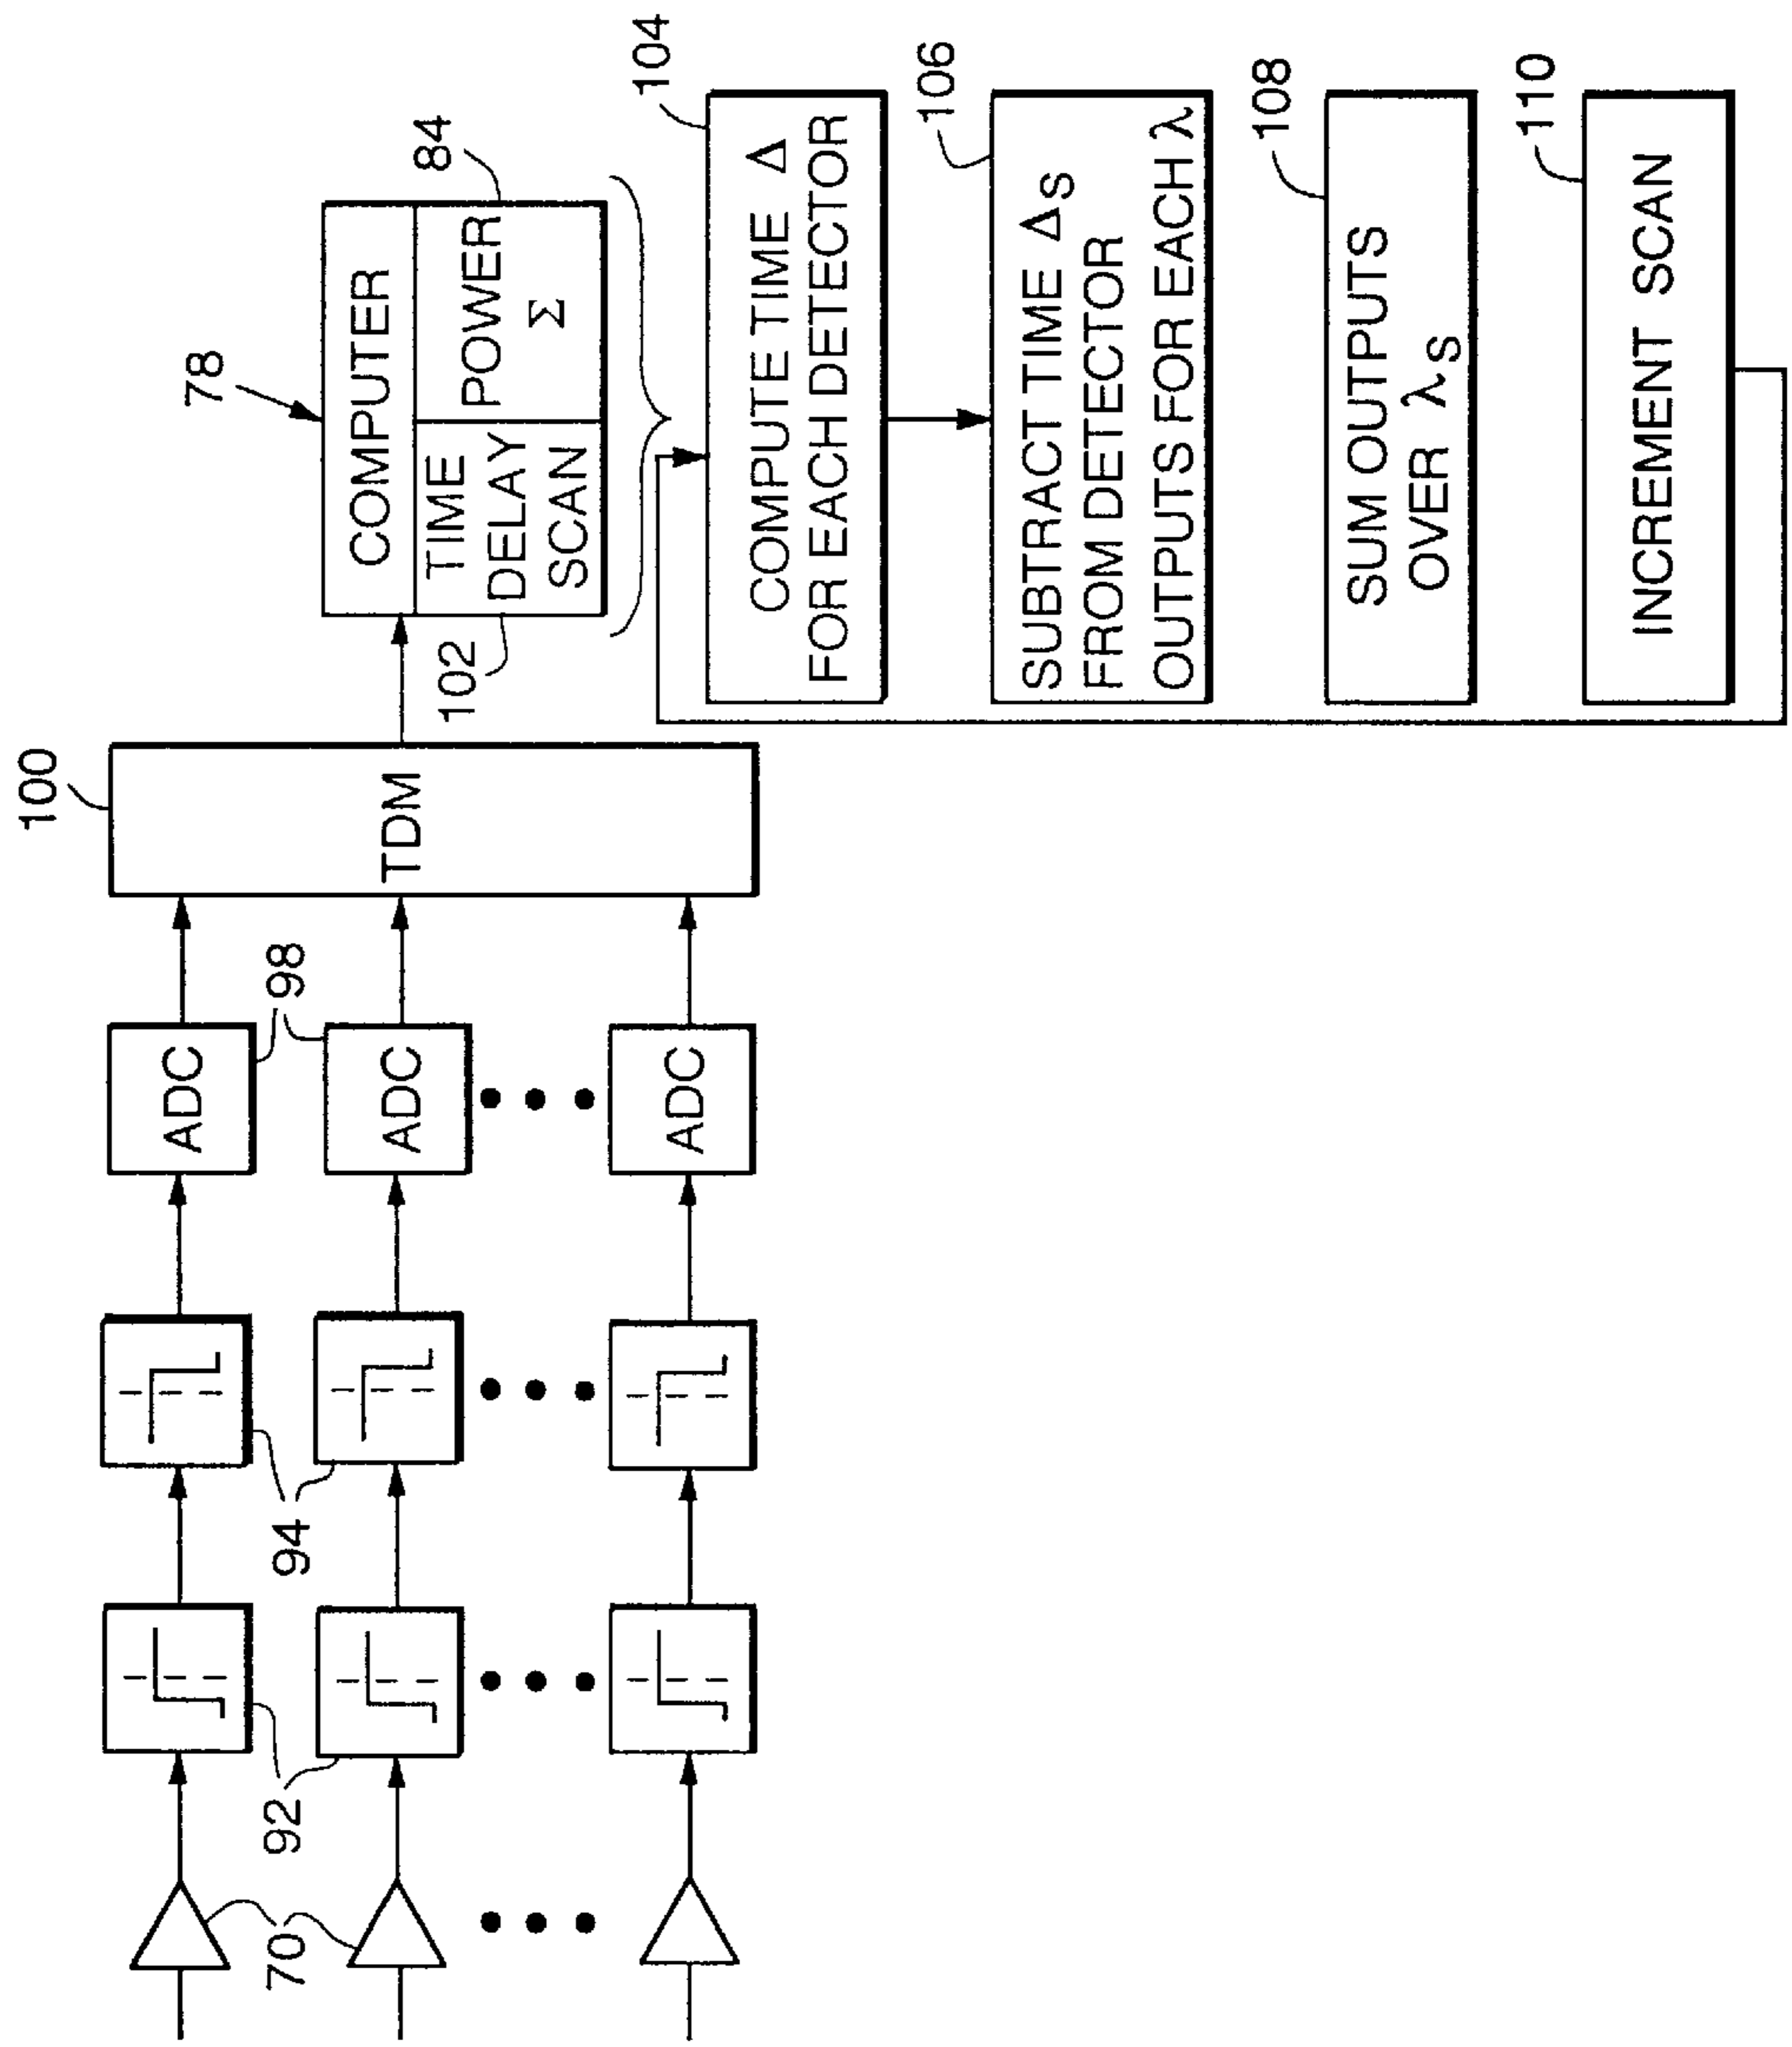 70
92
94
ADC
ADC
ADC
98
TDM
100
78
COMPUTER
TIME
DELAY
SCAN
POWER
Σ
84
102
COMPUTE TIME Δ
FOR EACH DETECTOR
104
SUBTRACT TIME ΔS
FROM DETECTOR
OUTPUTS FOR EACH λ
106
SUM OUTPUTS
OVER λS
108
INCREMENT SCAN
110